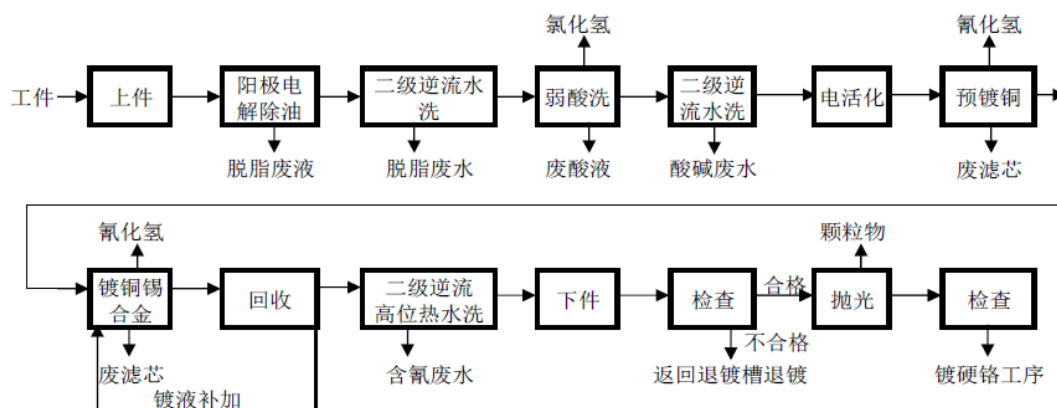 氯化氢
氰化氢
工件
上件
阳极电
解除油
二级逆流水
洗
弱酸洗
二级逆
流水洗
电活化
预镀铜
脱脂废液
脱脂废水
废酸液
酸碱废水
废滤芯
氰化氢
颗粒物
镀铜锡
合金
回收
二级逆流
高位热水洗
下件
检查
合格
抛光
检查
不合格
废滤芯
含氰废水
返回退镀槽退镀
镀硬铬工序
镀液补加